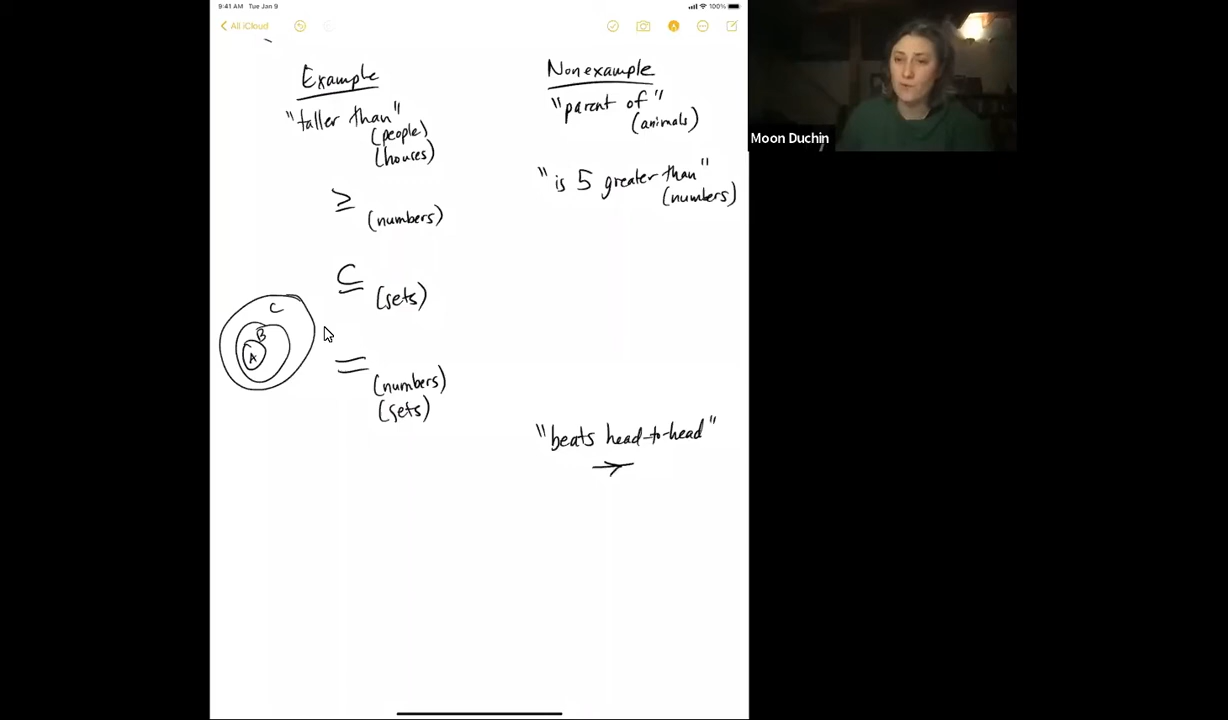 9:41 AM Tue Jan 9
100%
All iCloud
Example
"taller than"
(people)
(houses)
≥
(numbers)
⊆
(sets)
C
B
A
=
(numbers)
(sets)
Nonexample
"parent of"
(animals)
"is 5 greater than"
(numbers)
"beats head-to-head"
→
Moon Duchin